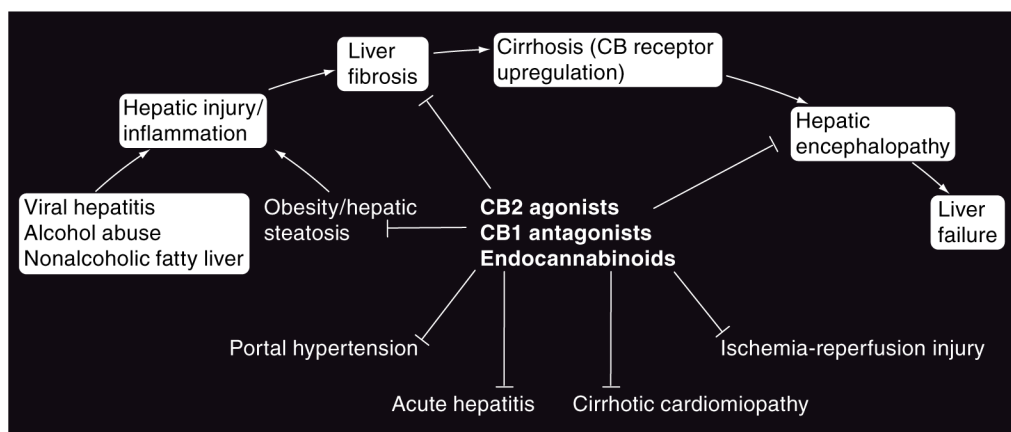 Liver
fibrosis
Cirrhosis (CB receptor
upregulation)
Hepatic injury/
inflammation
Hepatic
encephalopathy
Viral hepatitis
Alcohol abuse
Nonalcoholic fatty liver
Obesity/hepatic
steatosis
CB2 agonists
CB1 antagonists
Endocannabinoids
Liver
failure
Portal hypertension
Ischemia-reperfusion injury
Acute hepatitis
Cirrhotic cardiomiopathy